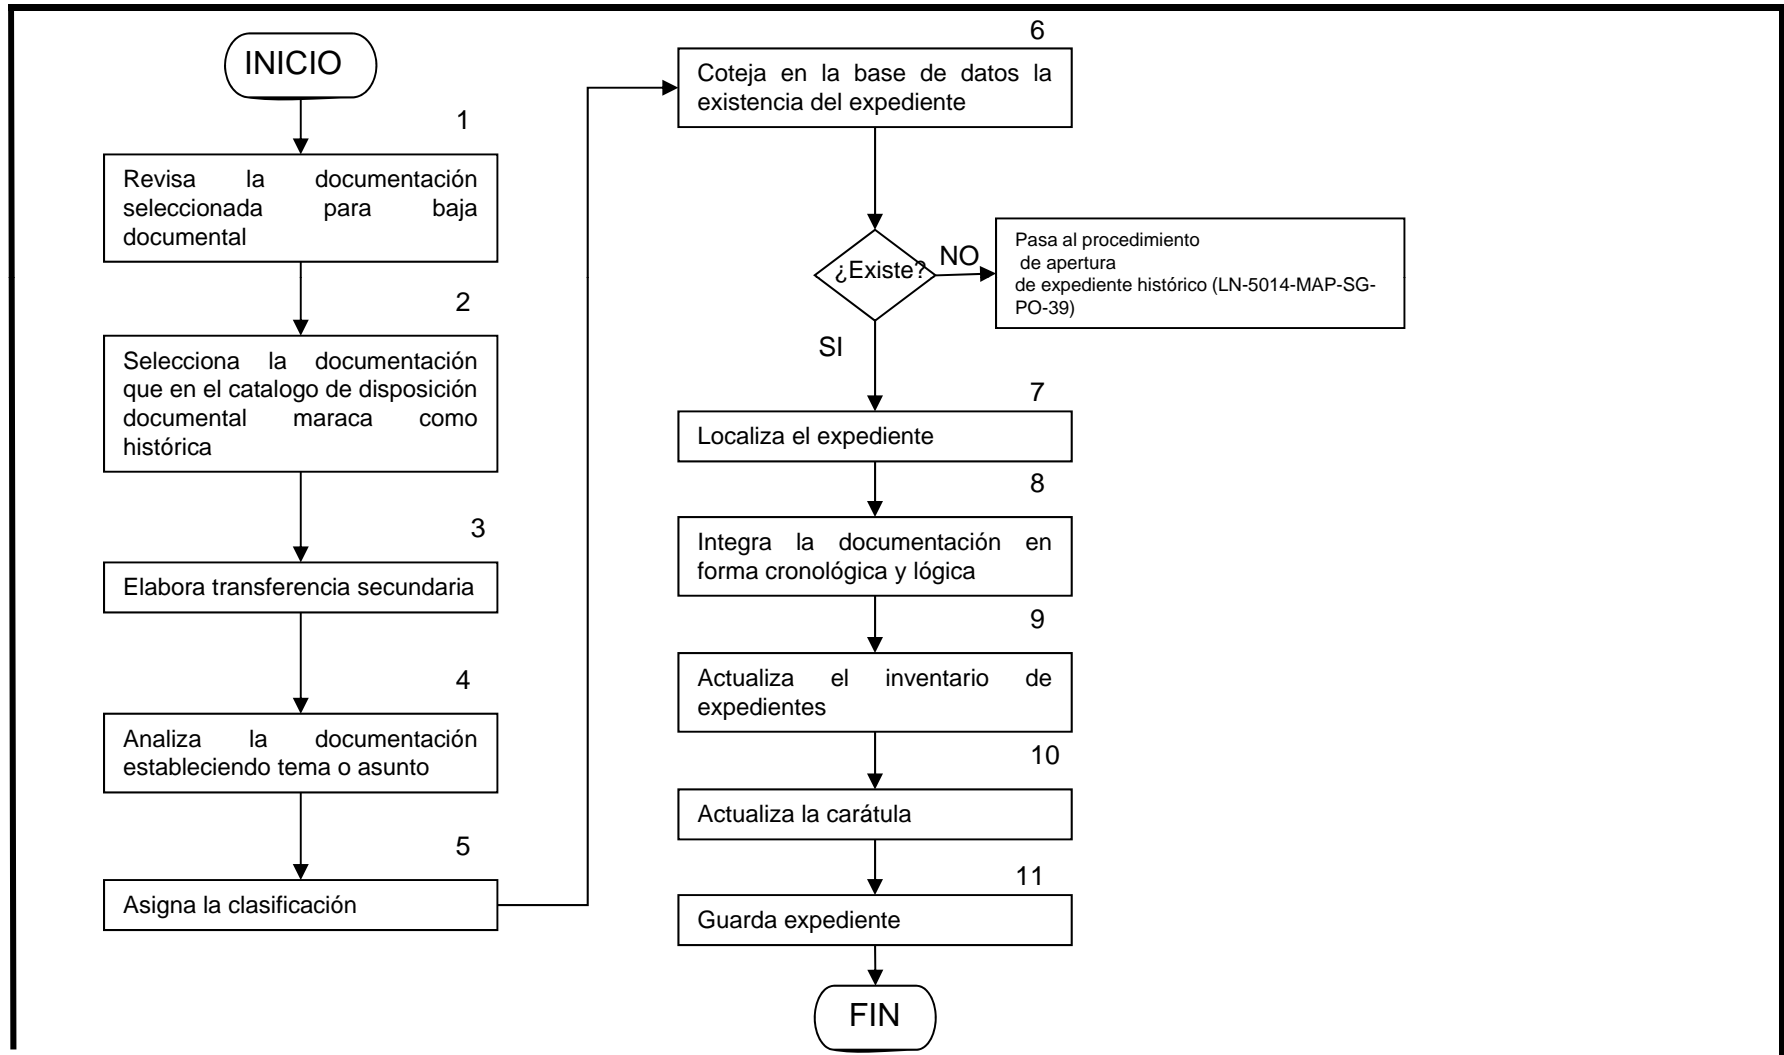 INICIO
1
Revisa la documentación
seleccionada para baja
documental
2
Selecciona la documentación
que en el catalogo de disposición
documental maraca como
histórica
3
Elabora transferencia secundaria
4
Analiza la documentación
estableciendo tema o asunto
5
Asigna la clasificación
6
Coteja en la base de datos la
existencia del expediente
¿Existe?
NO
Pasa al procedimiento
de apertura
de expediente histórico (LN-5014-MAP-SG-
PO-39)
SI
7
Localiza el expediente
8
Integra la documentación en
forma cronológica y lógica
9
Actualiza el inventario de
expedientes
10
Actualiza la carátula
11
Guarda expediente
FIN